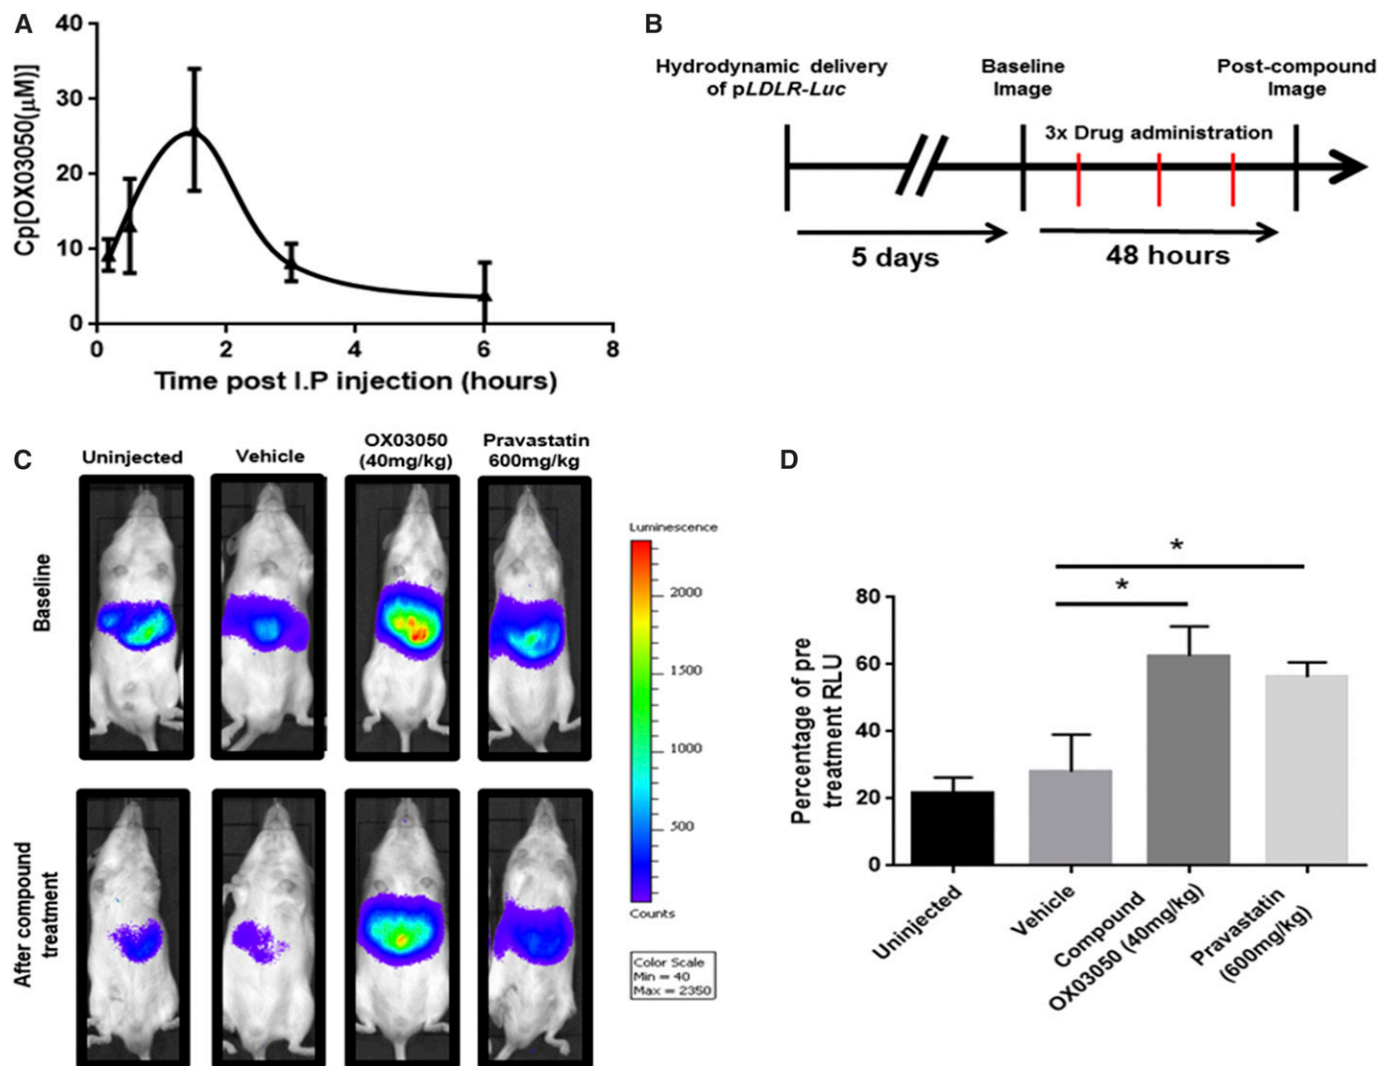 A
Cp[OX03050(μM)]
40
30
20
10
0
0 2 4 6 8
Time post I.P injection (hours)
B
Hydrodynamic delivery
of pLDLR-Luc
Baseline
Image
Post-compound
Image
3x Drug administration
5 days
48 hours
C
Uninjected
Vehicle
OX03050
(40mg/kg)
Pravastatin
600mg/kg
Baseline
After compound
treatment
Luminescence
2000
1500
1000
500
Counts
Color Scale
Min = 40
Max = 2350
D
Percentage of pre
treatment RLU
80
60
40
20
0
*
*
Uninjected
Vehicle
Compound
OX03050 (40mg/kg)
Pravastatin
(600mg/kg)